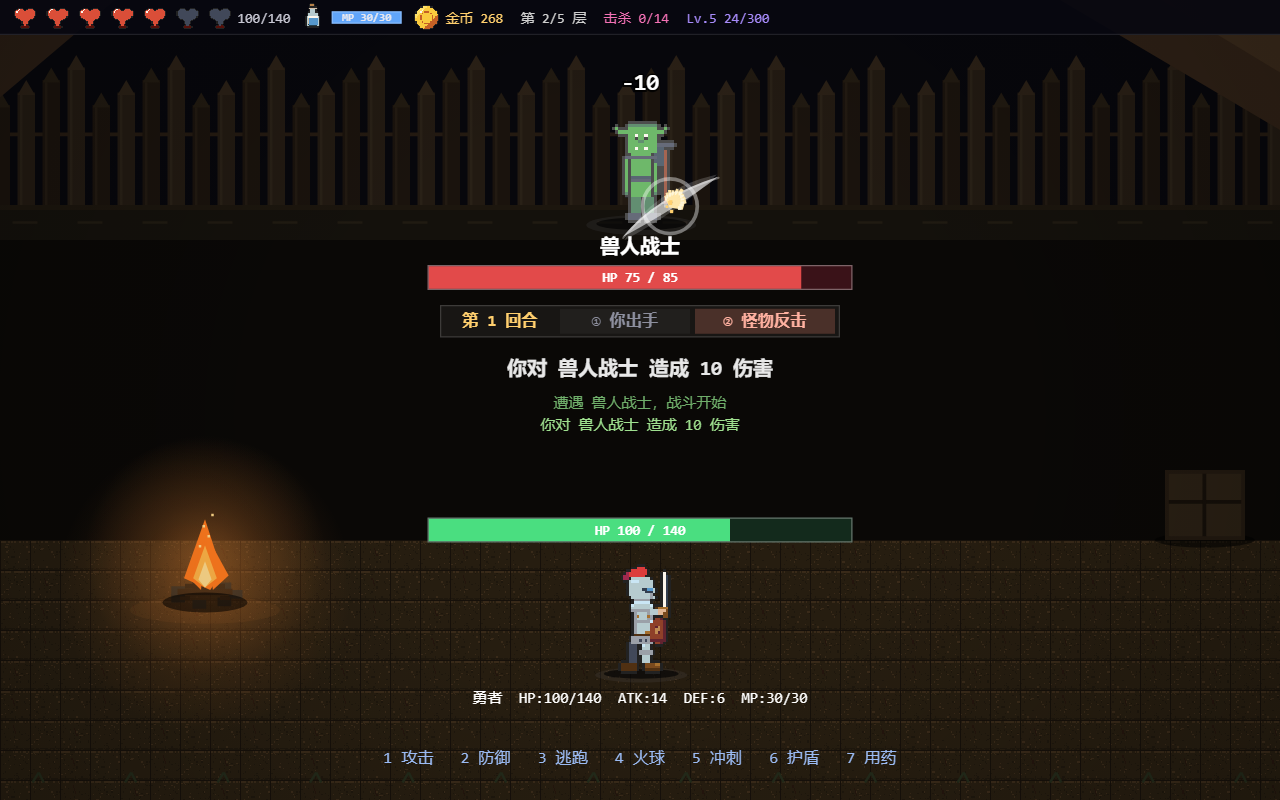 100/140 MP 30/30 金币 268 第 2/5 层 击杀 0/14 Lv.5 24/300
-10
兽人战士
HP 75 / 85
第 1 回合 ① 你出手 ② 怪物反击
你对 兽人战士 造成 10 伤害
遭遇 兽人战士, 战斗开始
你对 兽人战士 造成 10 伤害
HP 100 / 140
勇者 HP:100/140 ATK:14 DEF:6 MP:30/30
1 攻击 2 防御 3 逃跑 4 火球 5 冲刺 6 护盾 7 用药